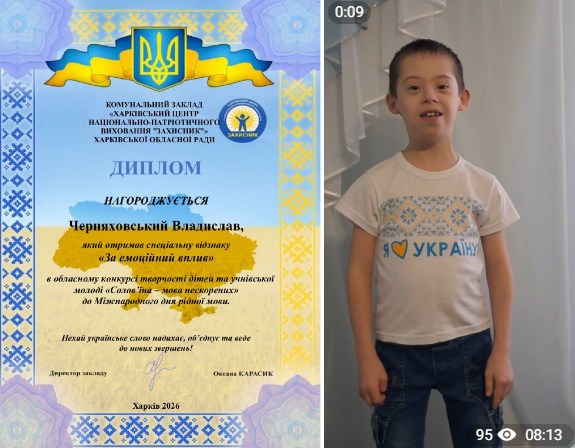 КОМУНАЛЬНИЙ ЗАКЛАД
«ХАРКІВСЬКИЙ ЦЕНТР
НАЦІОНАЛЬНО-ПАТРІОТИЧНОГО
ВИХОВАННЯ "ЗАХИСНИК"»
ХАРКІВСЬКОЇ ОБЛАСНОЇ РАДИ
ЗАХИСНИК
ДИПЛОМ
НАГОРОДЖУЄТЬСЯ
Черняховський Владислав,
який отримав спеціальну відзнаку
«За емоційний вплив»
в обласному конкурсі творчості дітей та учнівської
молоді «Солов’їна – мова нескорених»
до Міжнародного дня рідної мови.
Нехай українське слово надихає, об’єднує та веде
до нових звершень!
Директор закладу
Оксана КАРАСИК
Харків 2026
0:09
Я УКРАЇНУ
95 08:13